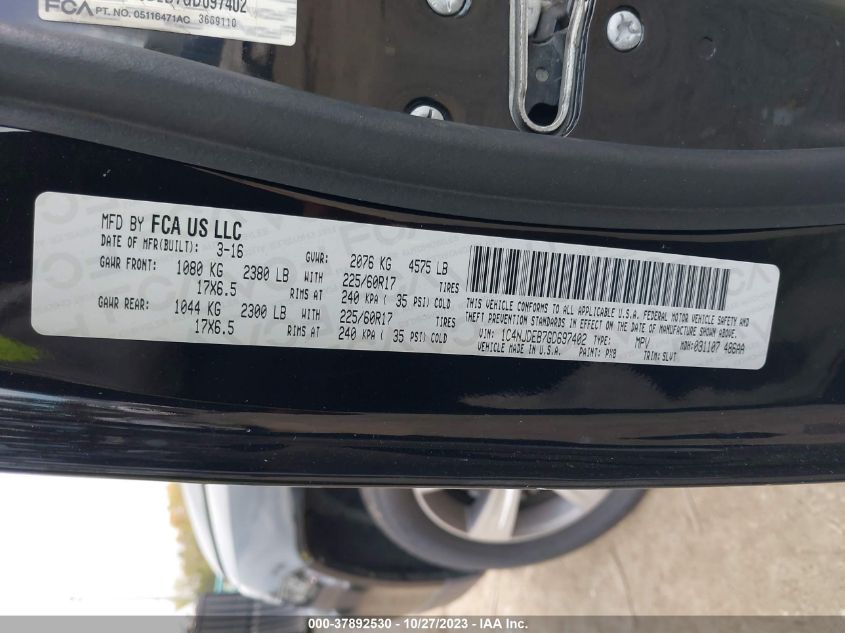 FCA PT. NO. 05116471AC 3669110
MFD BY FCA US LLC
DATE OF MFR(BUILT): 3-16 GVWR: 2076 KG 4575 LB
GAWR FRONT: 1080 KG 2380 LB WITH 225/60R17 TIRES
17X6.5 RIMS AT 240 KPA ( 35 PSI) COLD
GAWR REAR: 1044 KG 2300 LB WITH 225/60R17 TIRES
17X6.5 RIMS AT 240 KPA ( 35 PSI) COLD
THIS VEHICLE CONFORMS TO ALL APPLICABLE U.S.A. FEDERAL MOTOR VEHICLE SAFETY AND
THEFT PREVENTION STANDARDS IN EFFECT ON THE DATE OF MANUFACTURE SHOWN ABOVE.
VIN: 1C4NJDEB7GD697402 TYPE: MPV MDH: 031107 486AA
VEHICLE MADE IN U.S.A. PAINT: PX8 TRIM: SLVT
000-37892530 - 10/27/2023 - IAA Inc.